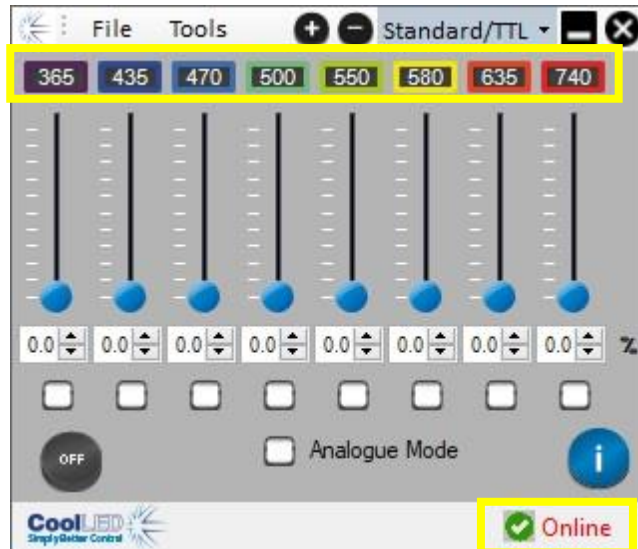 File Tools + - Standard/TTL
365 435 470 500 550 580 635 740
0.0 0.0 0.0 0.0 0.0 0.0 0.0 0.0 %
OFF Analogue Mode i
CoolLED Online
Simply Better Control